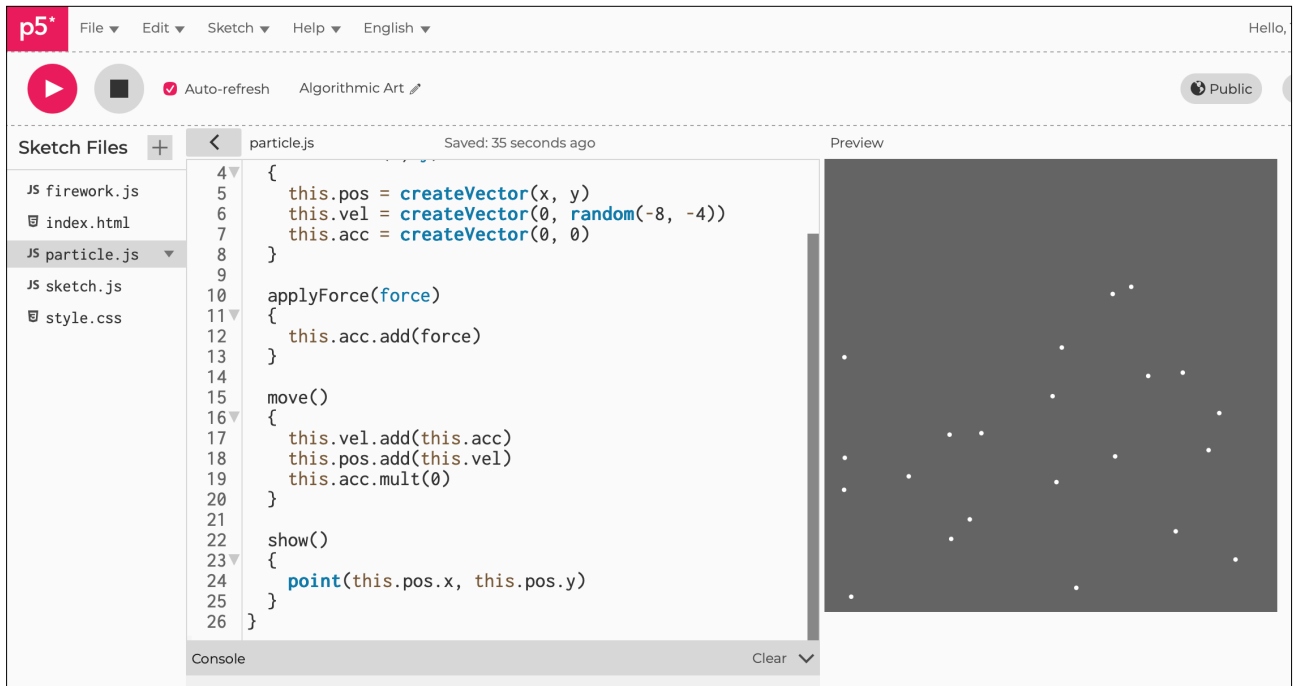 p5* File Edit Sketch Help English Hello,
Auto-refresh Algorithmic Art Public
Sketch Files
JS firework.js
index.html
JS particle.js
JS sketch.js
style.css
particle.js Saved: 35 seconds ago
4 {
5 this.pos = createVector(x, y)
6 this.vel = createVector(0, random(-8, -4))
7 this.acc = createVector(0, 0)
8 }
9
10 applyForce(force)
11 {
12 this.acc.add(force)
13 }
14
15 move()
16 {
17 this.vel.add(this.acc)
18 this.pos.add(this.vel)
19 this.acc.mult(0)
20 }
21
22 show()
23 {
24 point(this.pos.x, this.pos.y)
25 }
26 }
Console Clear
Preview